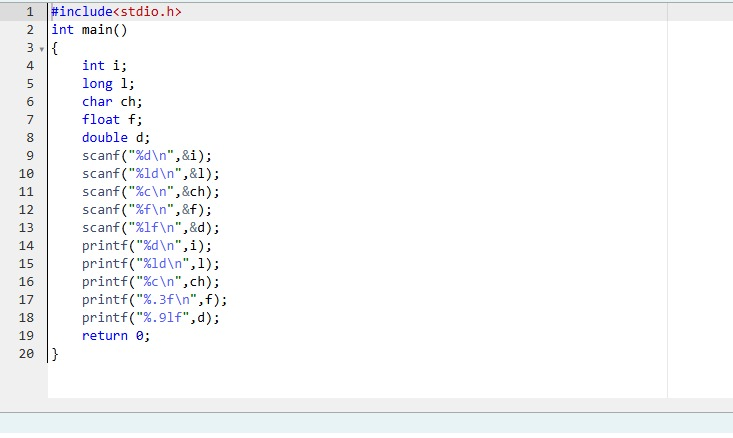 1 #include<stdio.h>
2 int main()
3 {
4     int i;
5     long l;
6     char ch;
7     float f;
8     double d;
9     scanf("%d\n",&i);
10     scanf("%ld\n",&l);
11     scanf("%c\n",&ch);
12     scanf("%f\n",&f);
13     scanf("%lf\n",&d);
14     printf("%d\n",i);
15     printf("%ld\n",l);
16     printf("%c\n",ch);
17     printf("%.3f\n",f);
18     printf("%.9lf",d);
19     return 0;
20 }